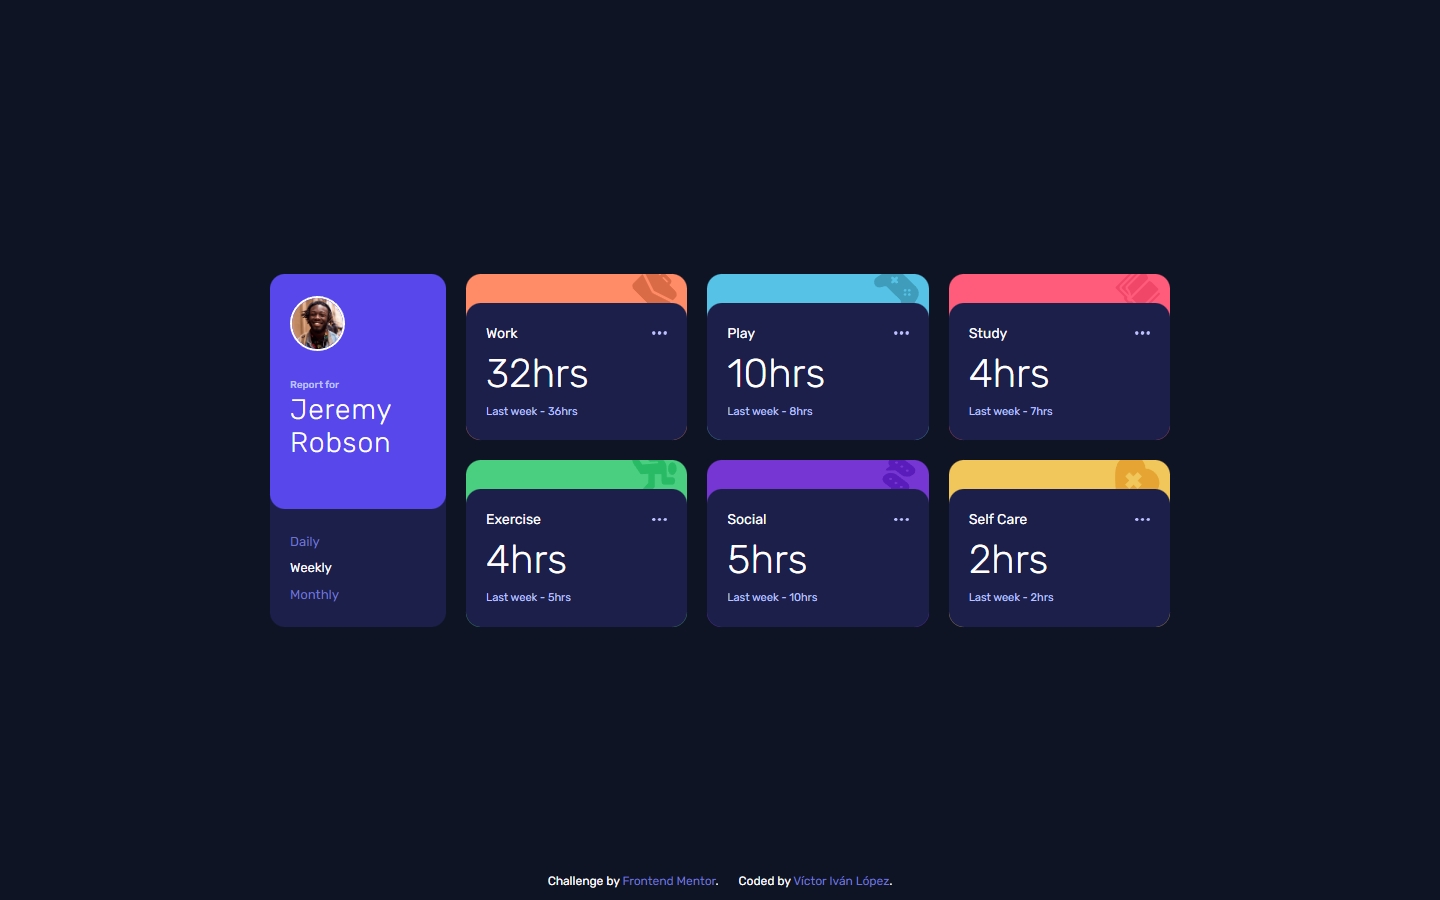 Report for
Jeremy
Robson
Daily
Weekly
Monthly
Work
32hrs
Last week - 36hrs
Play
10hrs
Last week - 8hrs
Study
4hrs
Last week - 7hrs
Exercise
4hrs
Last week - 5hrs
Social
5hrs
Last week - 10hrs
Self Care
2hrs
Last week - 2hrs
Challenge by Frontend Mentor. Coded by Víctor Iván López.